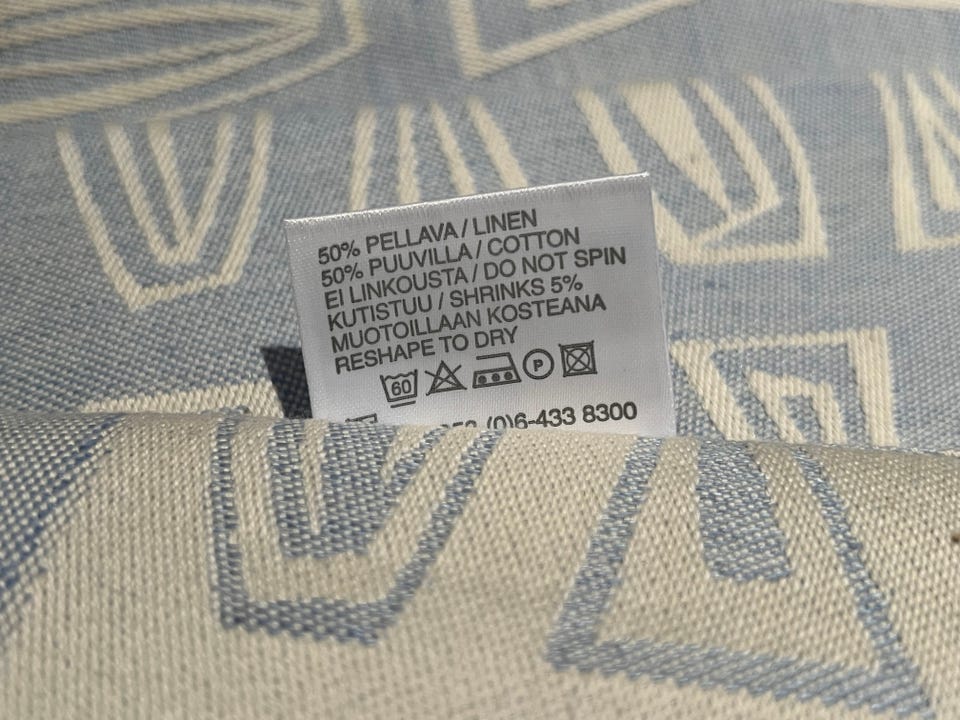 50% PELLAVA / LINEN
50% PUUVILLA / COTTON
EI LINKOUSTA / DO NOT SPIN
KUTISTUU / SHRINKS 5%
MUOTOILLAAN KOSTEANA
RESHAPE TO DRY
60 P
(0)6-433 8300